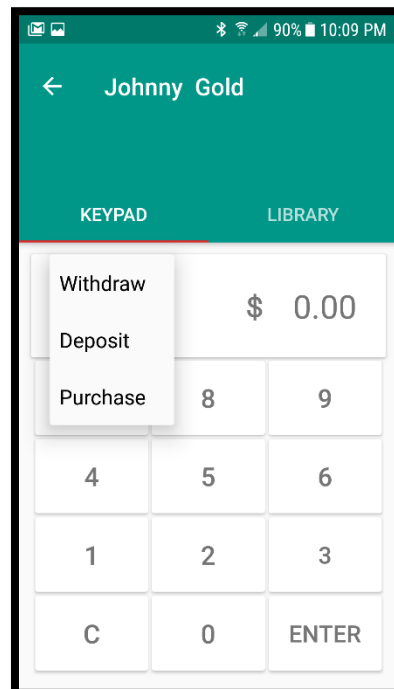 90% 10:09 PM
Johnny Gold
KEYPAD LIBRARY
Withdraw
$ 0.00
Deposit
Purchase 8 9
4 5 6
1 2 3
C 0 ENTER